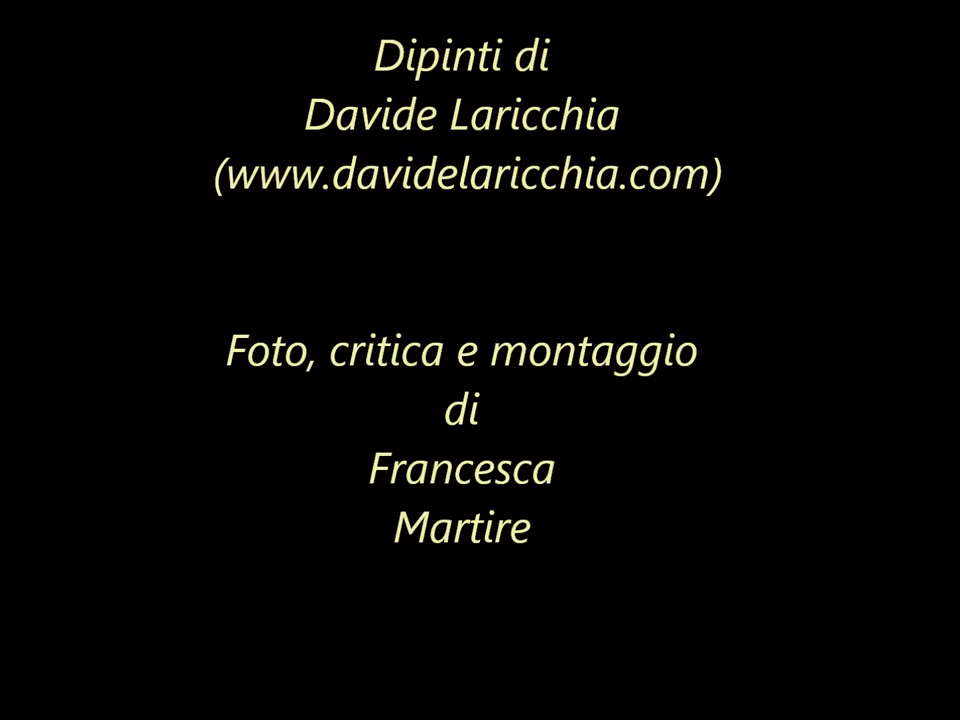 Dipinti di
Davide Laricchia
(www.davidelaricchia.com)
Foto, critica e montaggio
di
Francesca
Martire